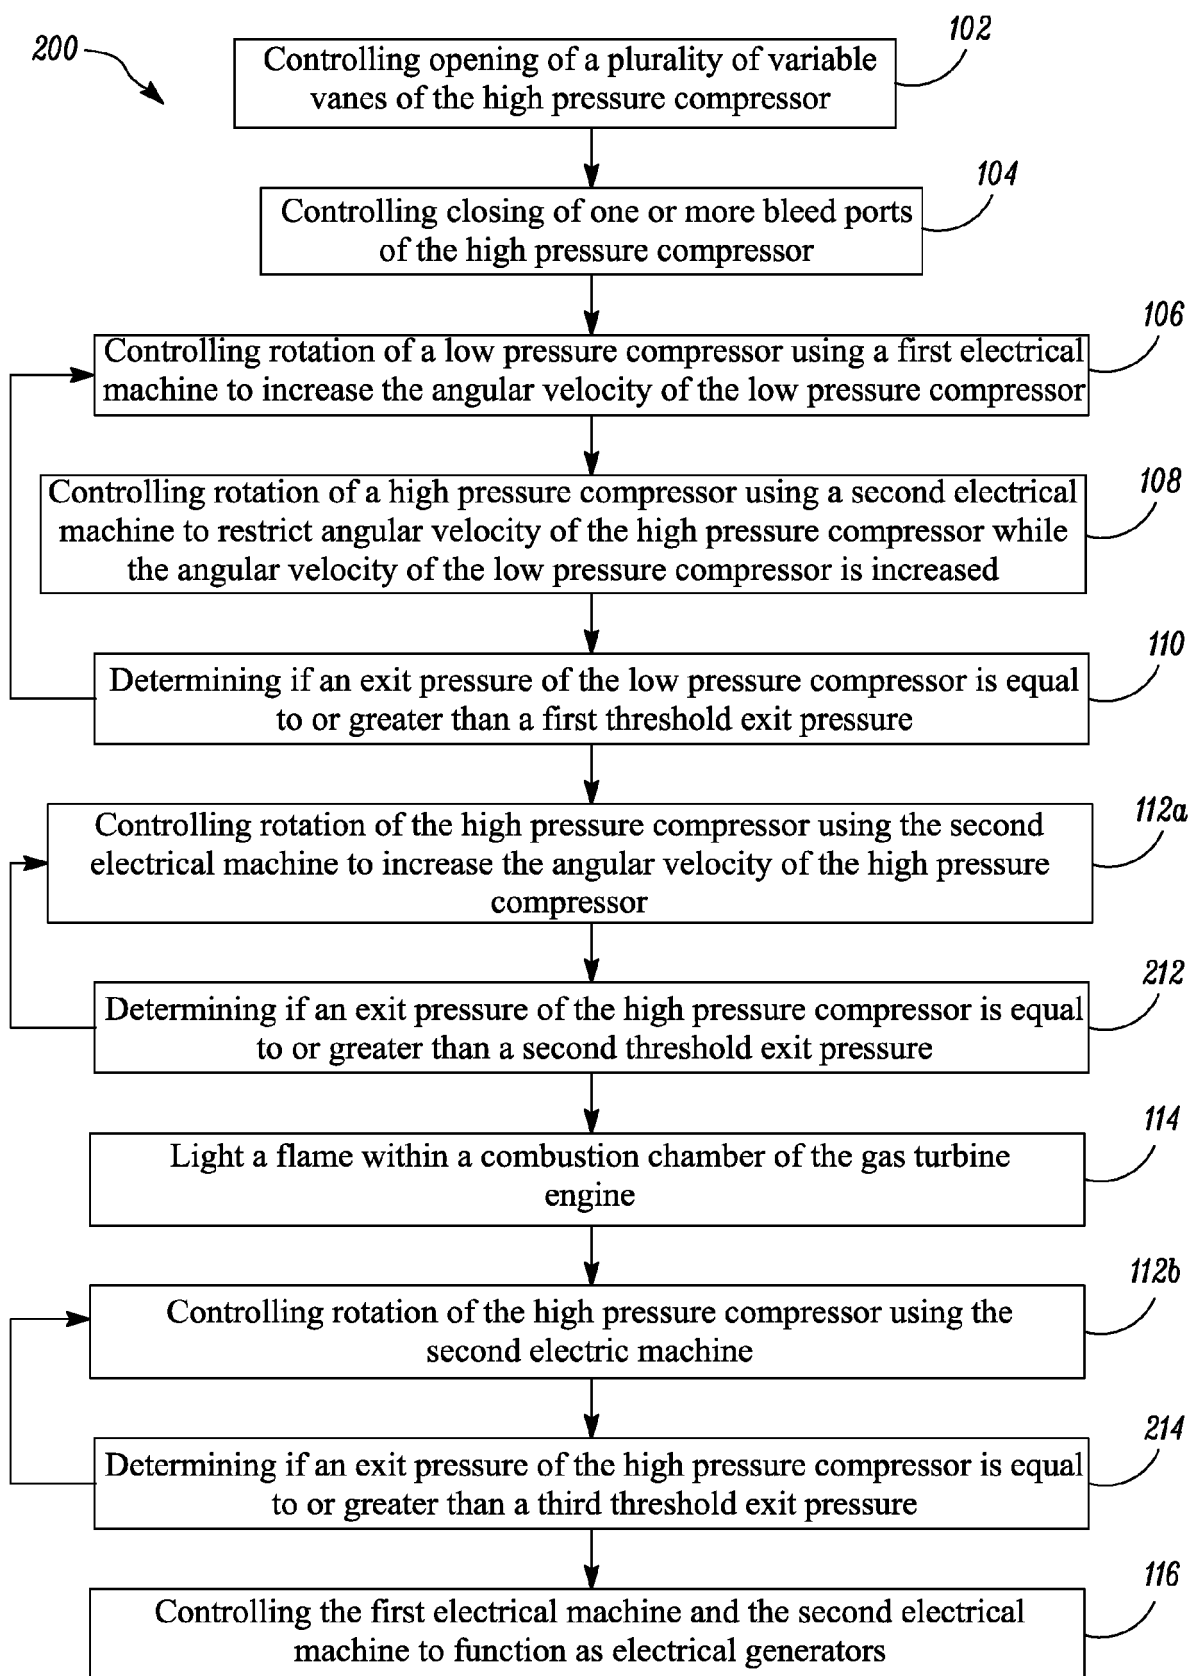 200
102
Controlling opening of a plurality of variable
vanes of the high pressure compressor
104
Controlling closing of one or more bleed ports
of the high pressure compressor
106
Controlling rotation of a low pressure compressor using a first electrical
machine to increase the angular velocity of the low pressure compressor
108
Controlling rotation of a high pressure compressor using a second electrical
machine to restrict angular velocity of the high pressure compressor while
the angular velocity of the low pressure compressor is increased
110
Determining if an exit pressure of the low pressure compressor is equal
to or greater than a first threshold exit pressure
112a
Controlling rotation of the high pressure compressor using the second
electrical machine to increase the angular velocity of the high pressure
compressor
212
Determining if an exit pressure of the high pressure compressor is equal
to or greater than a second threshold exit pressure
114
Light a flame within a combustion chamber of the gas turbine
engine
112b
Controlling rotation of the high pressure compressor using the
second electric machine
214
Determining if an exit pressure of the high pressure compressor is equal
to or greater than a third threshold exit pressure
116
Controlling the first electrical machine and the second electrical
machine to function as electrical generators